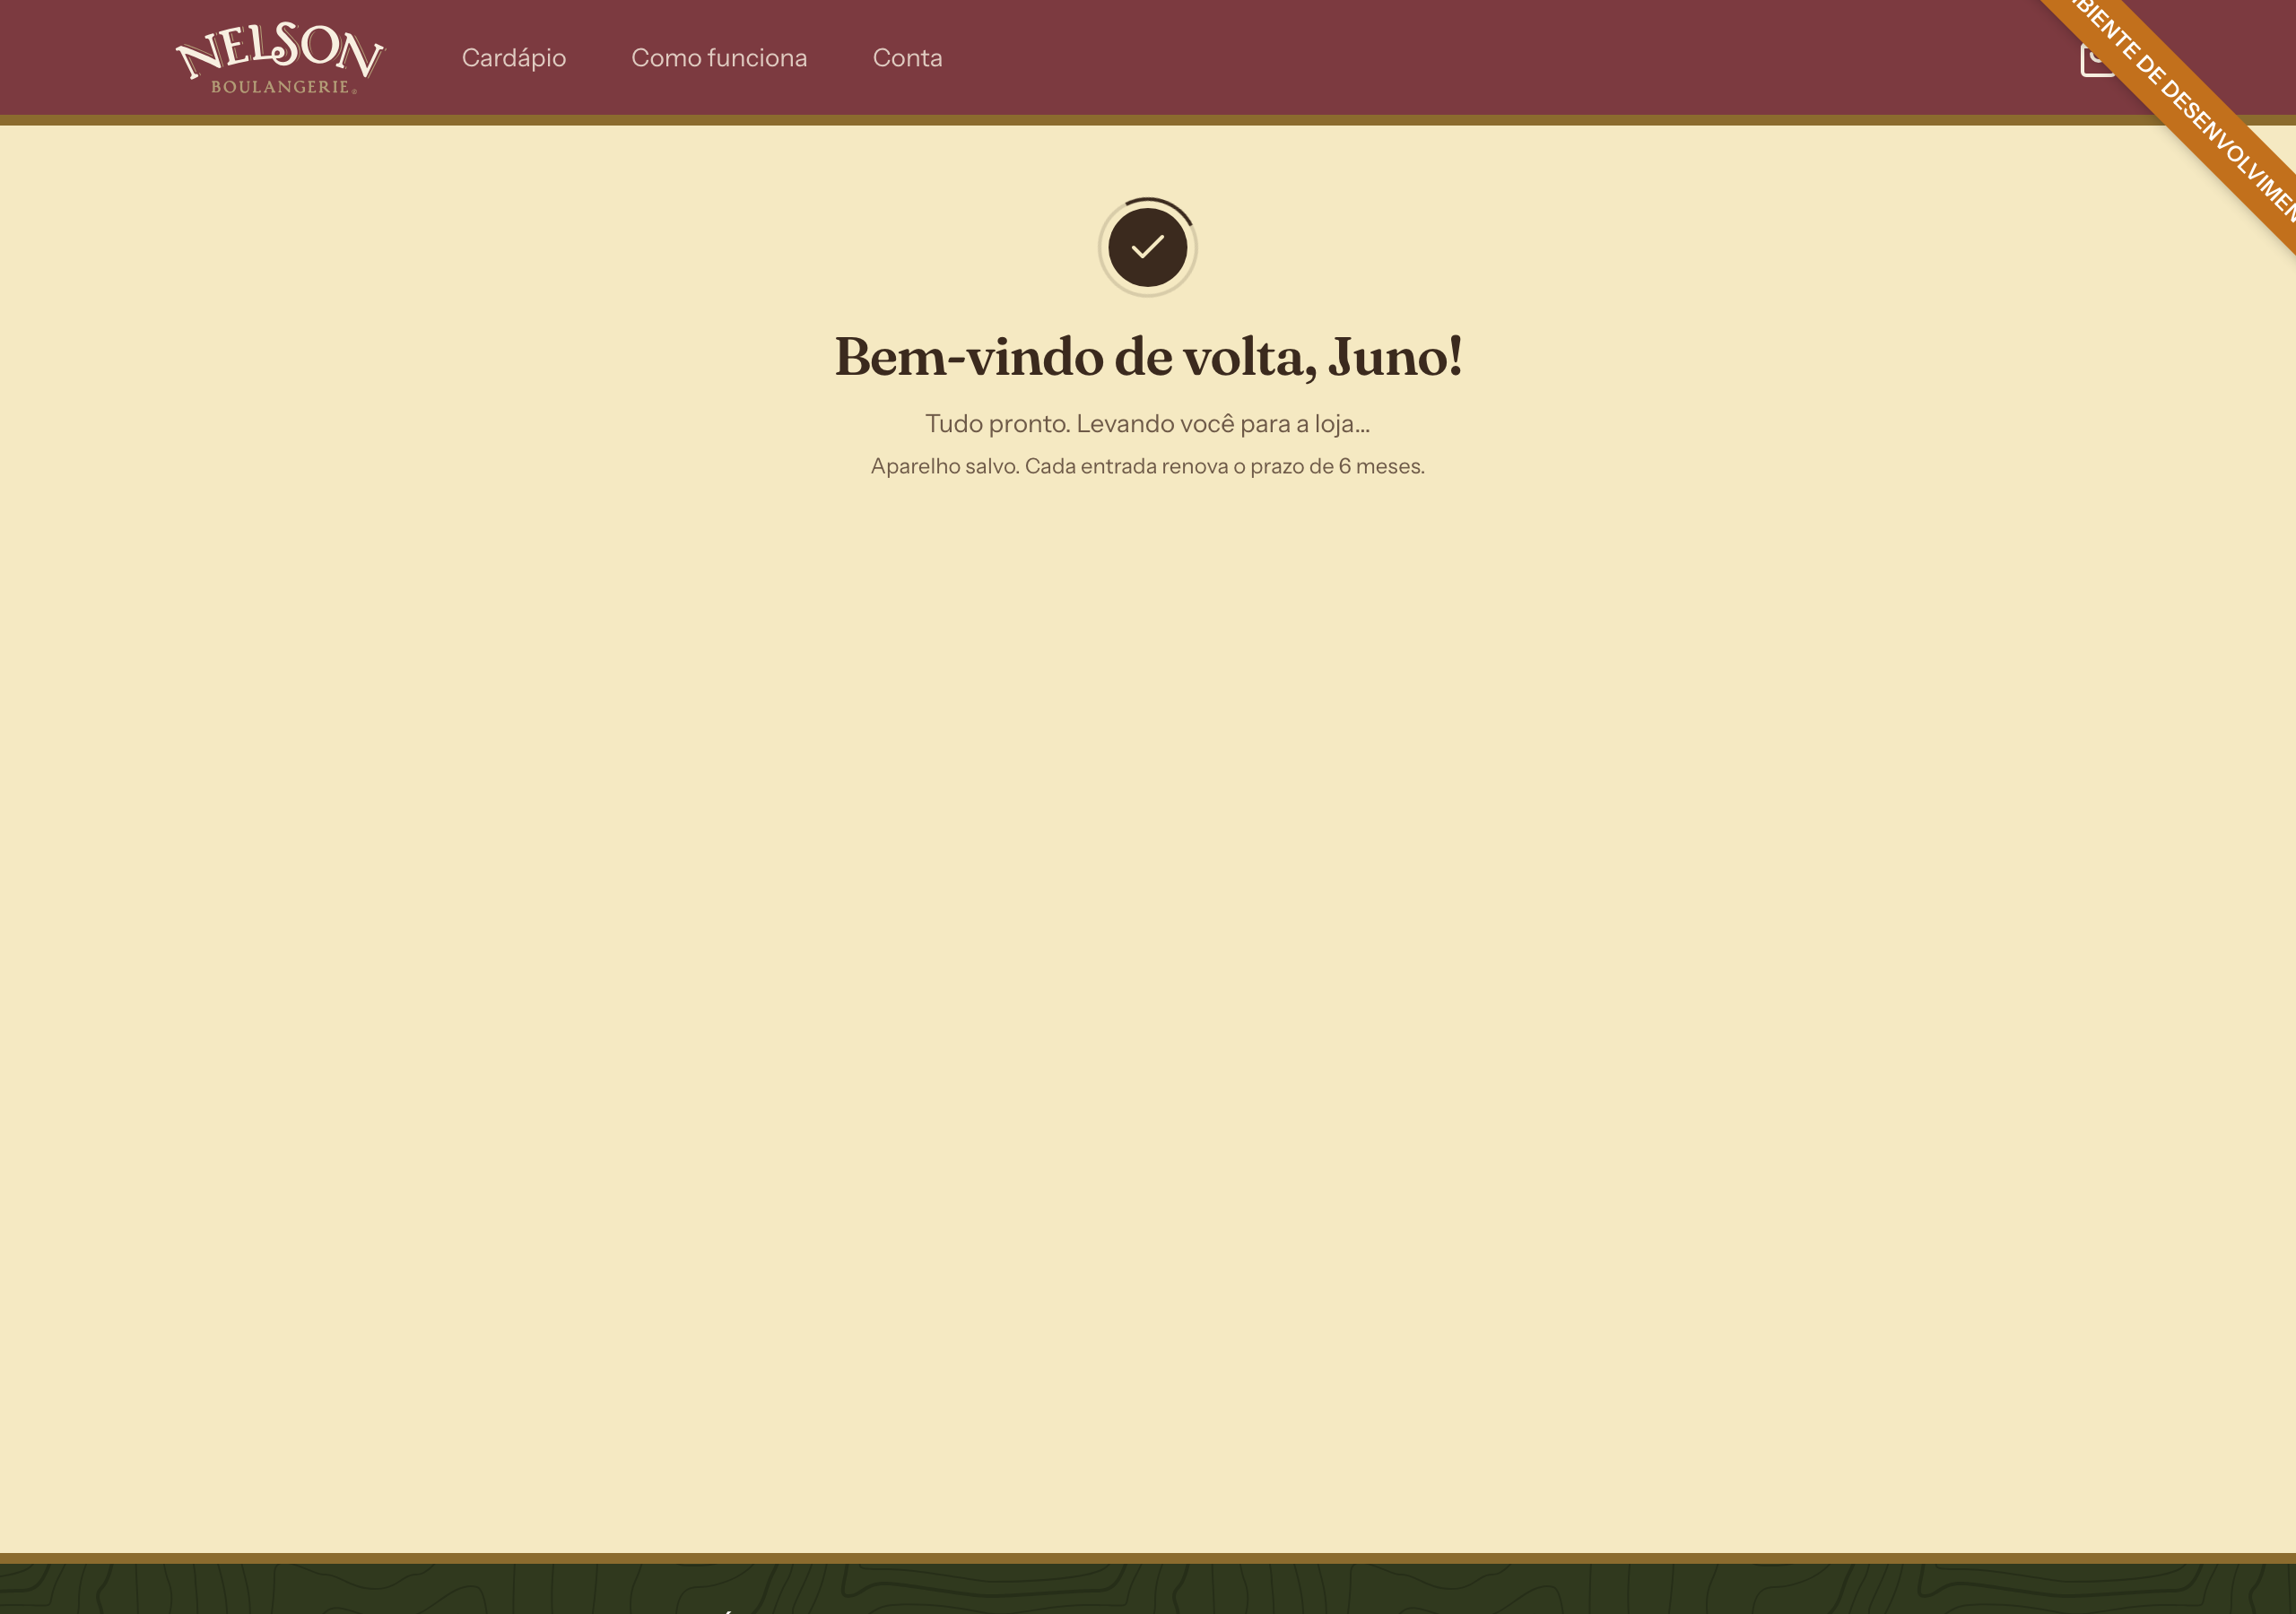 NELSON
BOULANGERIE
Cardápio
Como funciona
Conta
DE DESENVOLVIMEN
Bem-vindo de volta, Juno!
Tudo pronto. Levando você para a loja...
Aparelho salvo. Cada entrada renova o prazo de 6 meses.